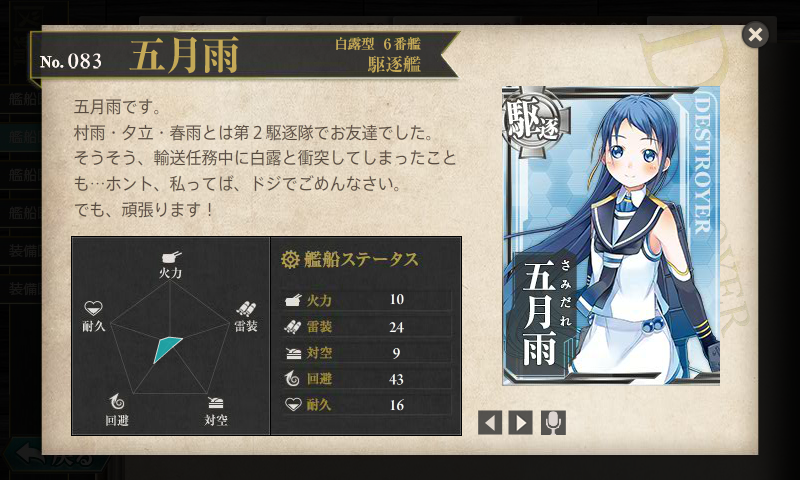 No. 083 五月雨
白露型 6番艦
駆逐艦
五月雨です。
村雨・夕立・春雨とは第2駆逐隊でお友達でした。
そうそう、輸送任務中に白露と衝突してしまったこと
も…ホント、私ってば、ドジでごめんなさい。
でも、頑張ります！
火力
耐久
雷装
回避
対空
艦船ステータス
火力 10
雷装 24
対空 9
回避 43
耐久 16
駆逐
DESTROYER
五月雨
さみだれ
戻る